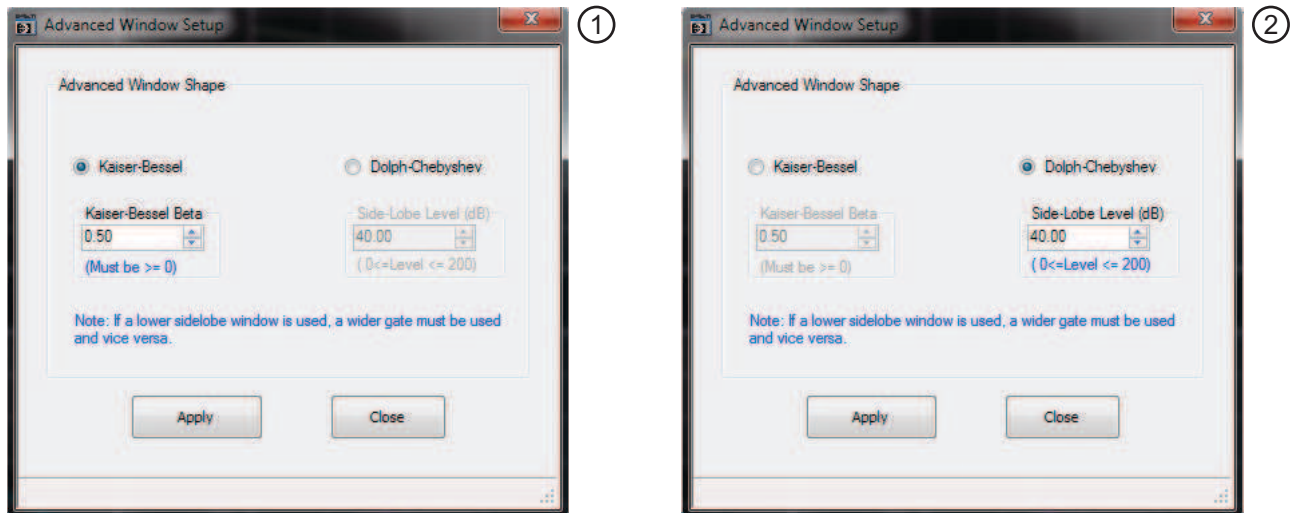 Advanced Window Setup
1
Advanced Window Shape
Kaiser-Bessel
Dolph-Chebyshev
Kaiser-Bessel Beta
Side-Lobe Level (dB)
0.50
40.00
(Must be >= 0)
( 0<=Level <= 200)
Note: If a lower sidelobe window is used, a wider gate must be used
and vice versa.
Apply
Close
Advanced Window Setup
2
Advanced Window Shape
Kaiser-Bessel
Dolph-Chebyshev
Kaiser-Bessel Beta
Side-Lobe Level (dB)
0.50
40.00
(Must be >= 0)
( 0<=Level <= 200)
Note: If a lower sidelobe window is used, a wider gate must be used
and vice versa.
Apply
Close